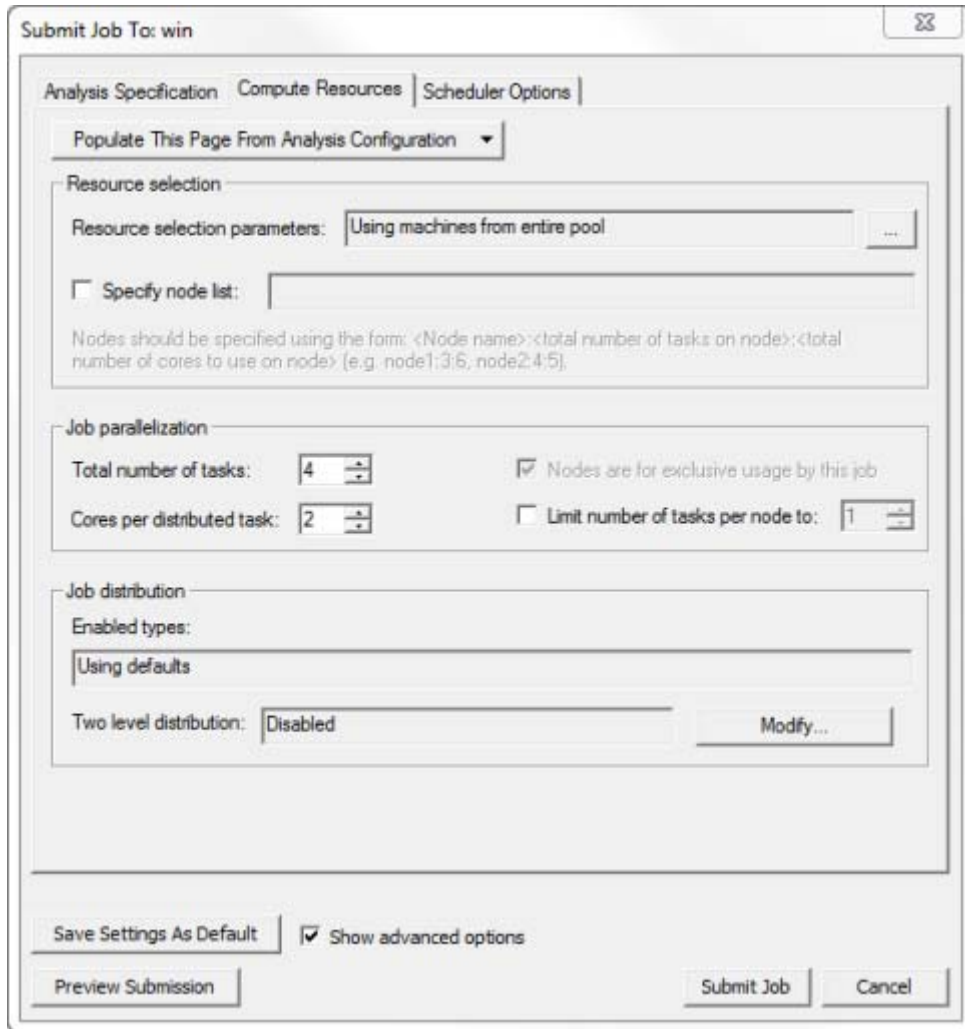 Submit Job To: win
Analysis Specification Compute Resources Scheduler Options
Populate This Page From Analysis Configuration
Resource selection
Resource selection parameters: Using machines from entire pool ...
Specify node list:
Nodes should be specified using the form: <Node name>:<total number of tasks on node>:<total
number of cores to use on node> (e.g. node1:3:6, node2:4:5).
Job parallelization
Total number of tasks: 4 Nodes are for exclusive usage by this job
Cores per distributed task: 2 Limit number of tasks per node to: 1
Job distribution
Enabled types:
Using defaults
Two level distribution: Disabled Modify...
Save Settings As Default Show advanced options
Preview Submission Submit Job Cancel